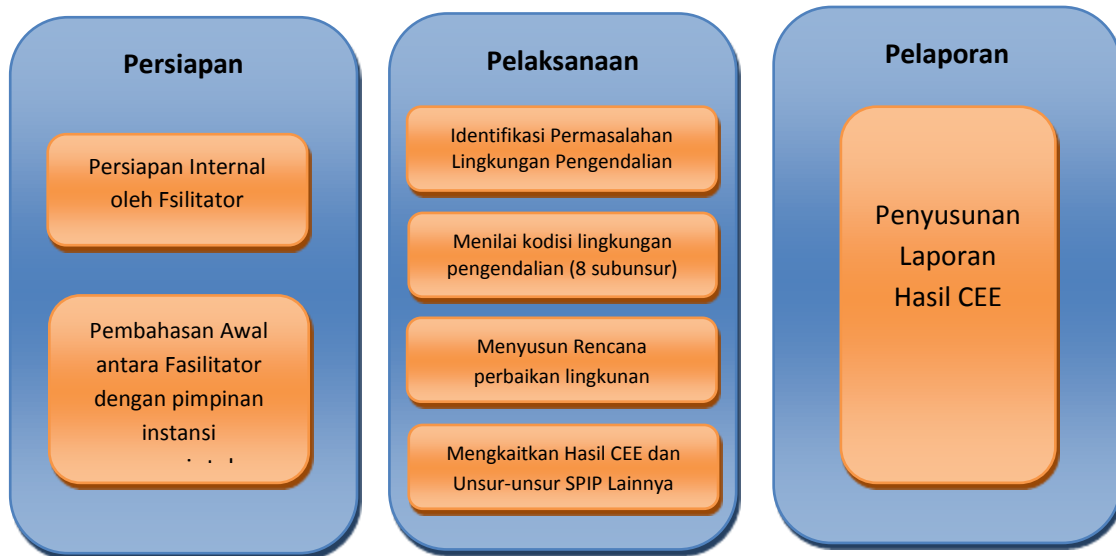 Persiapan
Persiapan Internal
oleh Fsilitator
Pembahasan Awal
antara Fasilitator
dengan pimpinan
instansi
Pelaksanaan
Identifikasi Permasalahan
Lingkungan Pengendalian
Menilai kodisi lingkungan
pengendalian (8 subunsur)
Menyusun Rencana
perbaikan lingkunan
Mengkaitkan Hasil CEE dan
Unsur-unsur SPIP Lainnya
Pelaporan
Penyusunan
Laporan
Hasil CEE